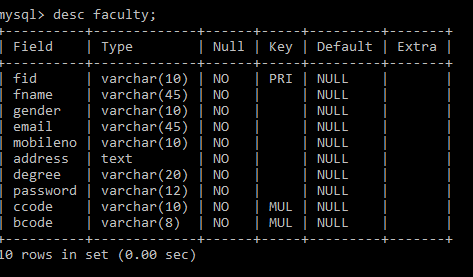 mysql> desc faculty;
+----------+-------------+------+-----+---------+-------+
| Field    | Type        | Null | Key | Default | Extra |
+----------+-------------+------+-----+---------+-------+
| fid      | varchar(10) | NO   | PRI | NULL    |       |
| fname    | varchar(45) | NO   |     | NULL    |       |
| gender   | varchar(10) | NO   |     | NULL    |       |
| email    | varchar(45) | NO   |     | NULL    |       |
| mobileno | varchar(10) | NO   |     | NULL    |       |
| address  | text        | NO   |     | NULL    |       |
| degree   | varchar(20) | NO   |     | NULL    |       |
| password | varchar(12) | NO   |     | NULL    |       |
| ccode    | varchar(10) | NO   | MUL | NULL    |       |
| bcode    | varchar(8)  | NO   | MUL | NULL    |       |
+----------+-------------+------+-----+---------+-------+
10 rows in set (0.00 sec)